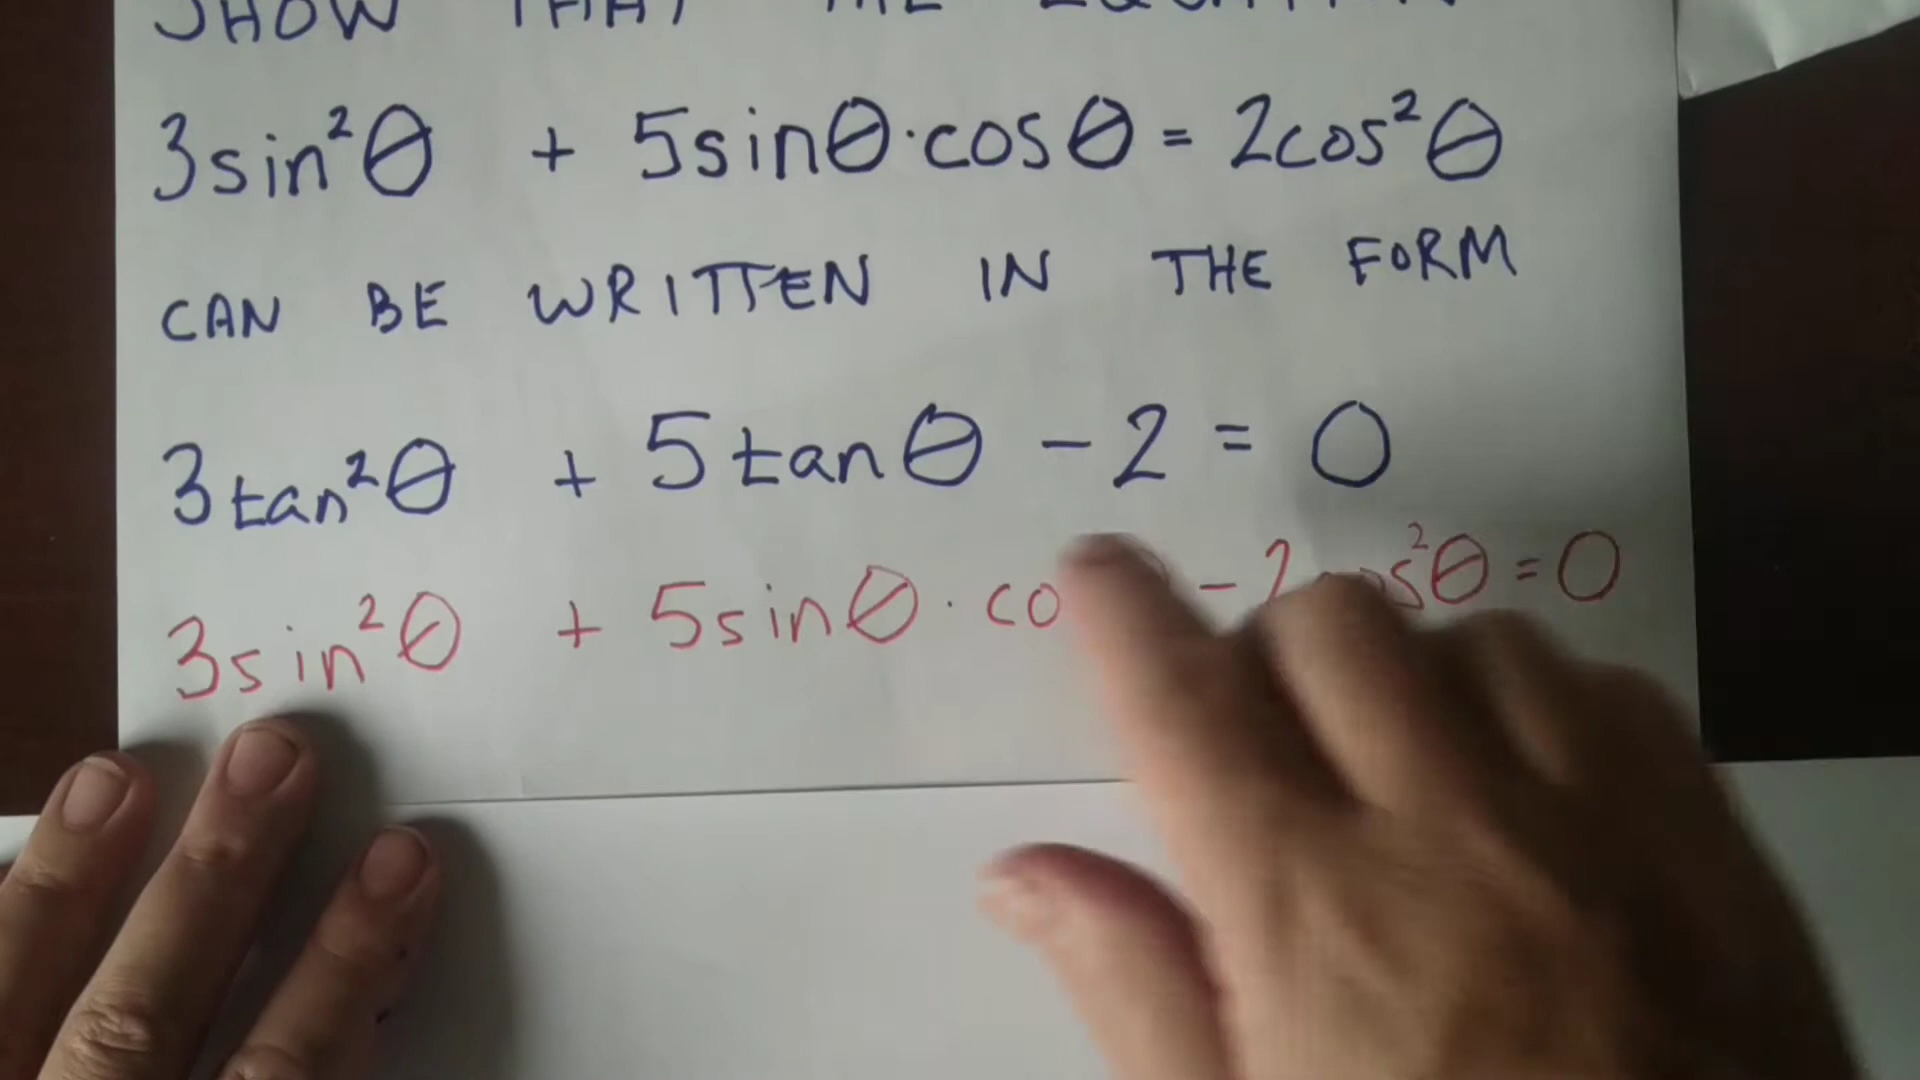 SHOW THAT THE EQUATION
3sin²θ + 5sinθ·cosθ = 2cos²θ
CAN BE WRITTEN IN THE FORM
3tan²θ + 5tanθ - 2 = 0
3sin²θ + 5sinθ · co - 2cos²θ = 0